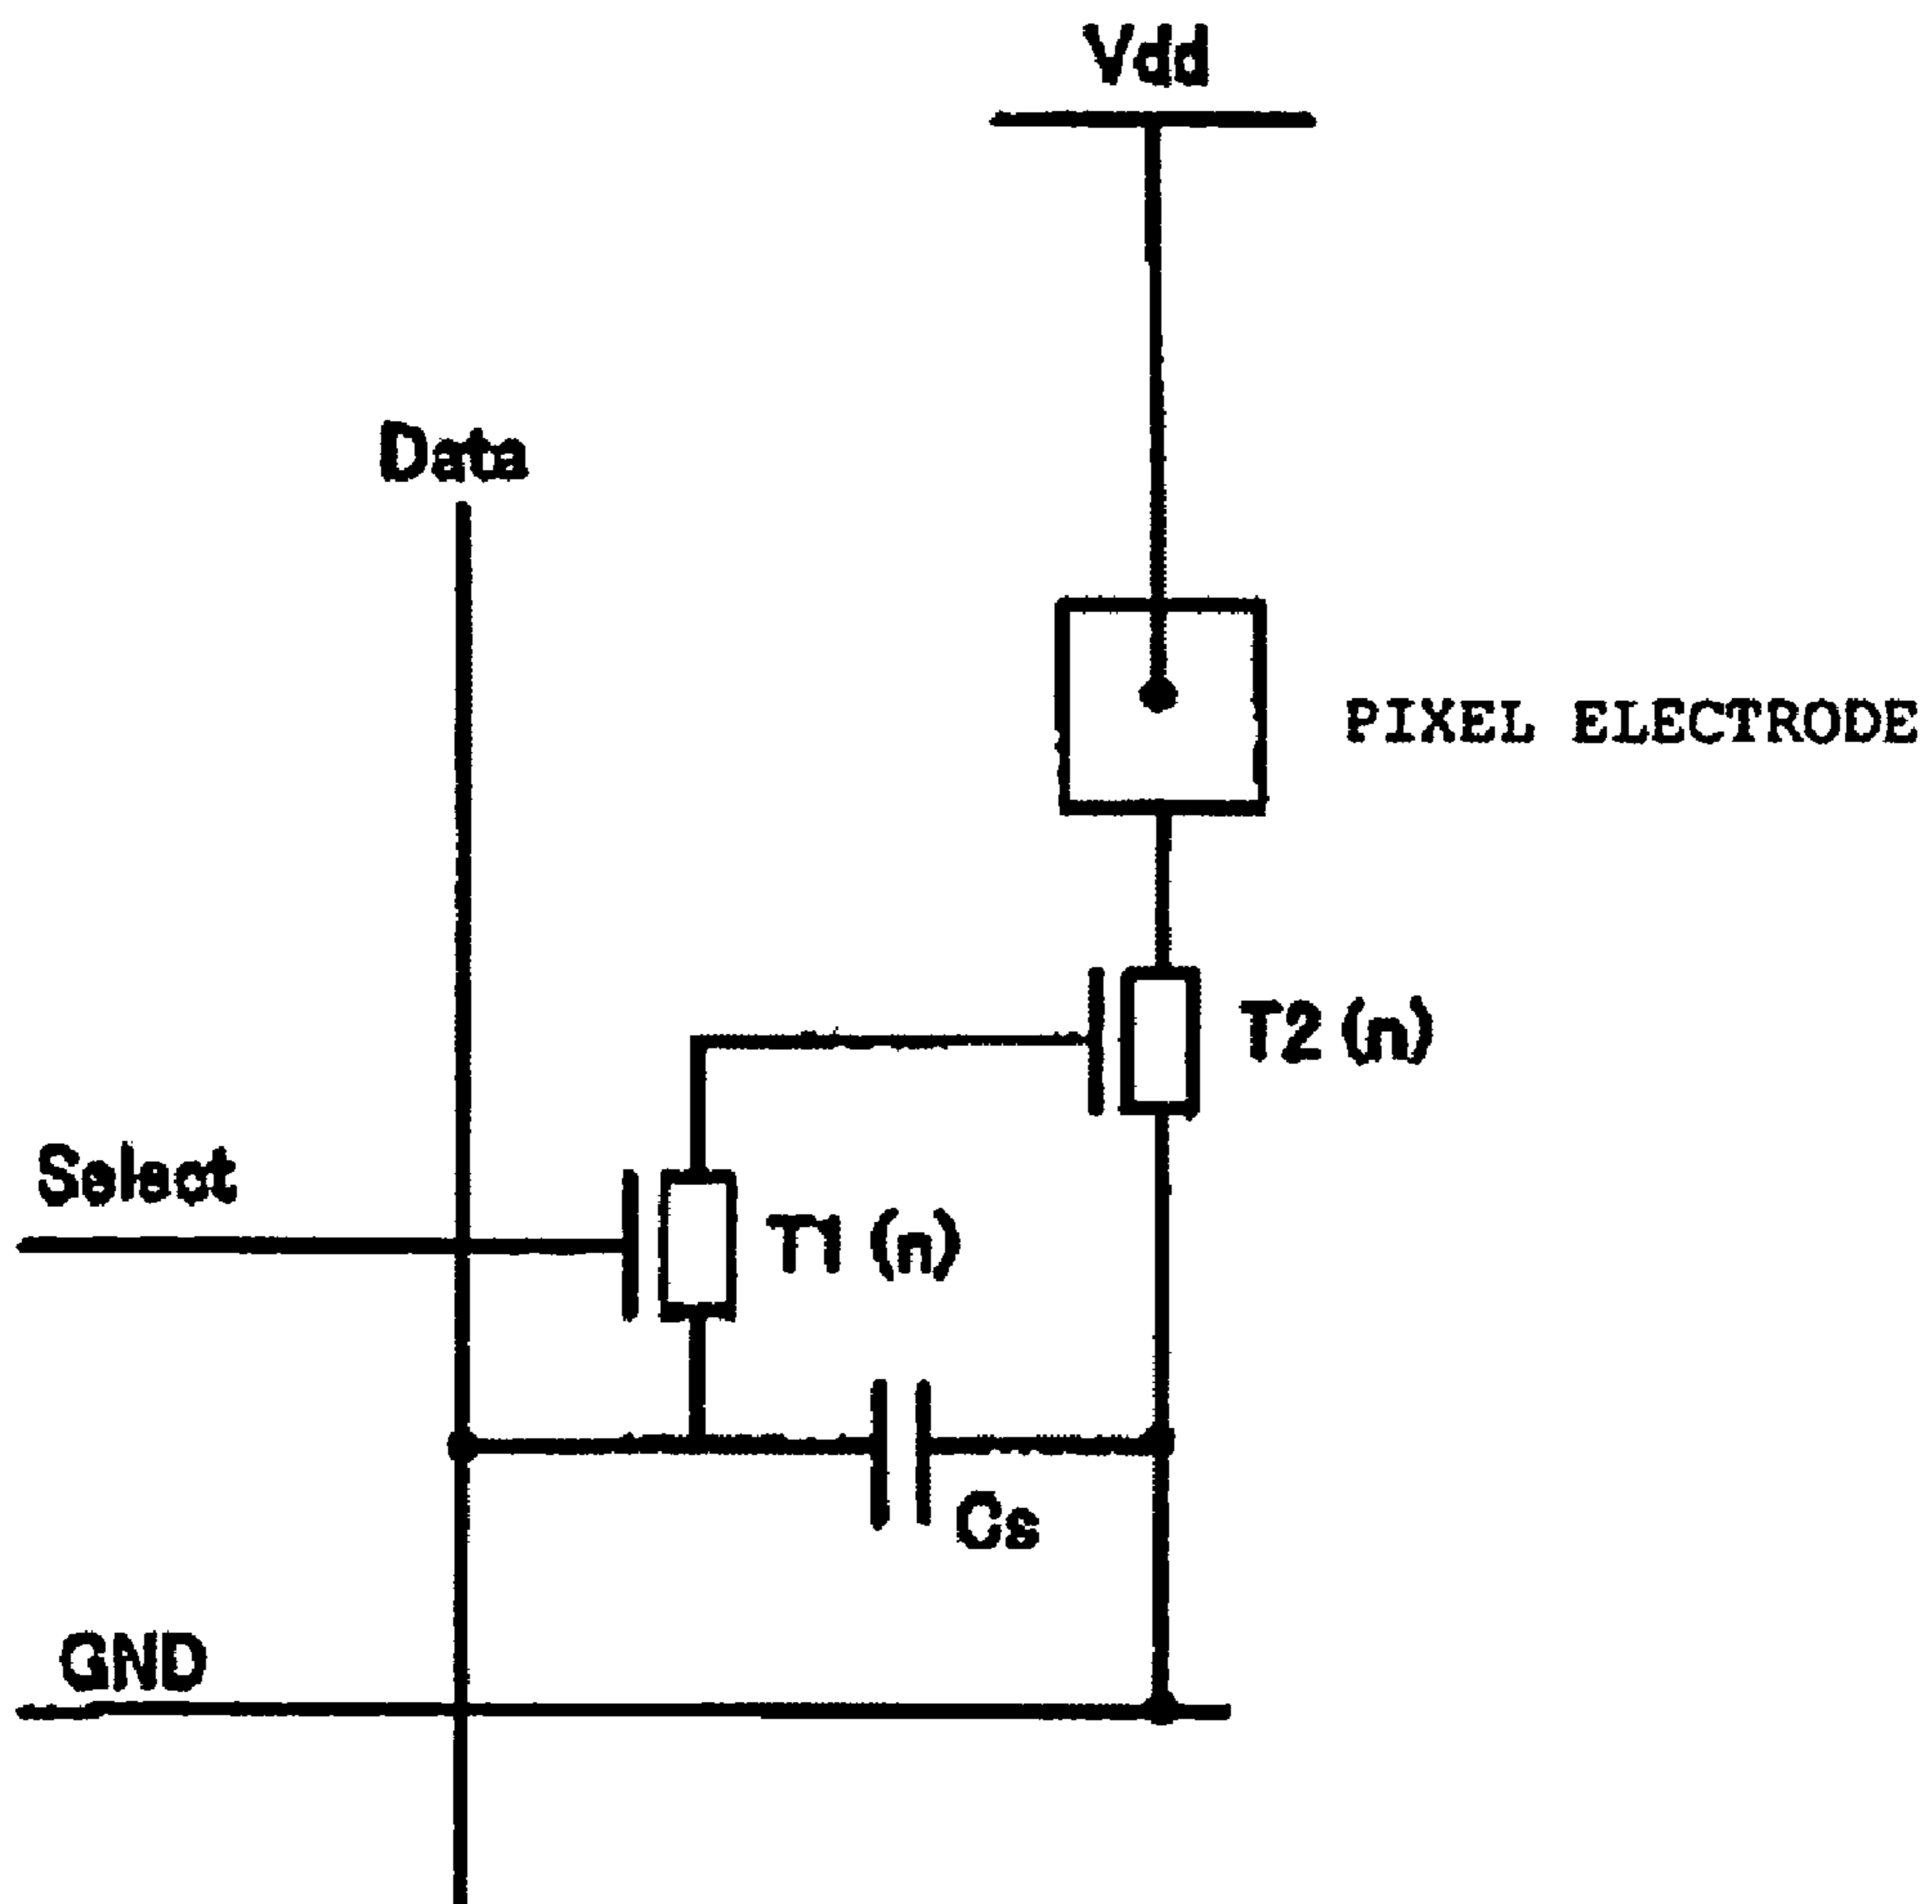 Vdd
Data
PIXEL ELECTRODE
T2 (n)
Select
T1 (n)
Cs
GND